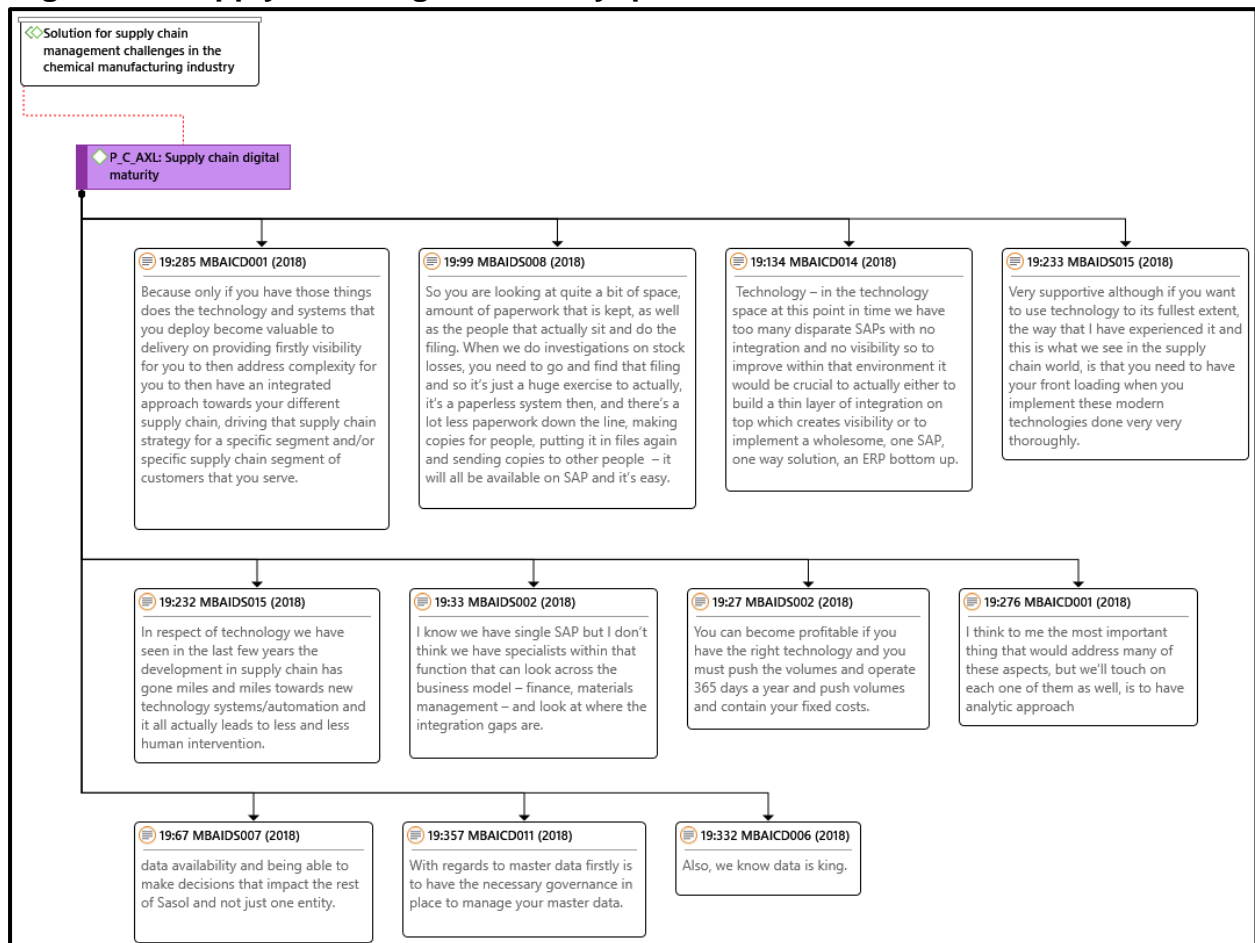 Solution for supply chain
management challenges in the
chemical manufacturing industry
P_C_AXL: Supply chain digital
maturity
19:285 MBAICD001 (2018)
Because only if you have those things
does the technology and systems that
you deploy become valuable to
delivery on providing firstly visibility
for you to then address complexity for
you to then have an integrated
approach towards your different
supply chain, driving that supply chain
strategy for a specific segment and/or
specific supply chain segment of
customers that you serve.
19:99 MBAIDS008 (2018)
So you are looking at quite a bit of space,
amount of paperwork that is kept, as well
as the people that actually sit and do the
filing. When we do investigations on stock
losses, you need to go and find that filing
and so it's just a huge exercise to actually,
it's a paperless system then, and there's a
lot less paperwork down the line, making
copies for people, putting it in files again
and sending copies to other people – it
will all be available on SAP and it's easy.
19:134 MBAICD014 (2018)
Technology – in the technology
space at this point in time we have
too many disparate SAPs with no
integration and no visibility so to
improve within that environment it
would be crucial to actually either to
build a thin layer of integration on
top which creates visibility or to
implement a wholesome, one SAP,
one way solution, an ERP bottom up.
19:233 MBAIDS015 (2018)
Very supportive although if you want
to use technology to its fullest extent,
the way that I have experienced it and
this is what we see in the supply
chain world, is that you need to have
your front loading when you
implement these modern
technologies done very very
thoroughly.
19:232 MBAIDS015 (2018)
In respect of technology we have
seen in the last few years the
development in supply chain has
gone miles and miles towards new
technology systems/automation and
it all actually leads to less and less
human intervention.
19:33 MBAIDS002 (2018)
I know we have single SAP but I don't
think we have specialists within that
function that can look across the
business model – finance, materials
management – and look at where the
integration gaps are.
19:27 MBAIDS002 (2018)
You can become profitable if you
have the right technology and you
must push the volumes and operate
365 days a year and push volumes
and contain your fixed costs.
19:276 MBAICD001 (2018)
I think to me the most important
thing that would address many of
these aspects, but we'll touch on
each one of them as well, is to have
analytic approach
19:67 MBAIDS007 (2018)
data availability and being able to
make decisions that impact the rest
of Sasol and not just one entity.
19:357 MBAICD011 (2018)
With regards to master data firstly is
to have the necessary governance in
place to manage your master data.
19:332 MBAICD006 (2018)
Also, we know data is king.